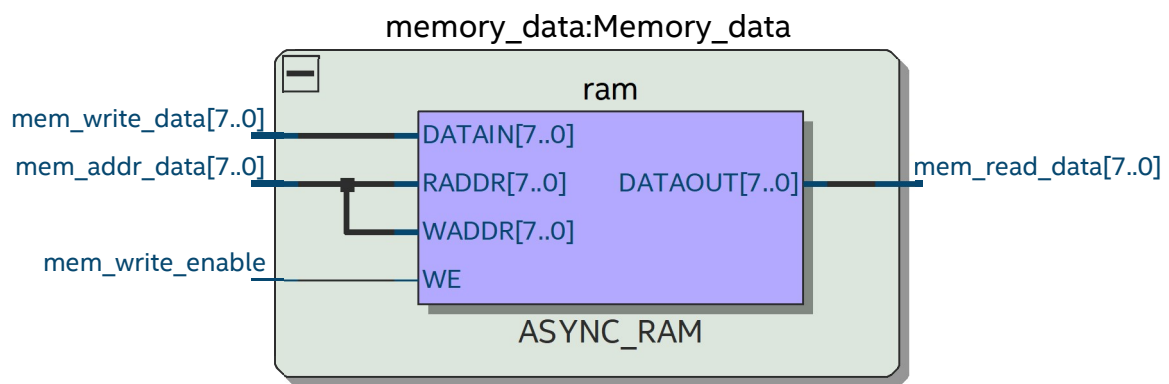 memory_data:Memory_data
ram
mem_write_data[7..0]
DATAIN[7..0]
mem_addr_data[7..0]
RADDR[7..0] DATAOUT[7..0]
mem_read_data[7..0]
WADDR[7..0]
mem_write_enable
WE
ASYNC_RAM